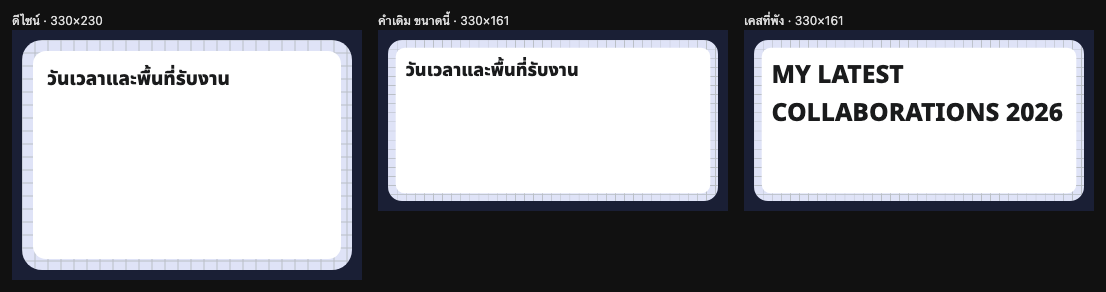 ดีไซน์ · 330×230
วันเวลาและพื้นที่รับงาน
คำเดิม ขนาดนี้ · 330×161
วันเวลาและพื้นที่รับงาน
เคสที่พัง · 330×161
MY LATEST
COLLABORATIONS 2026